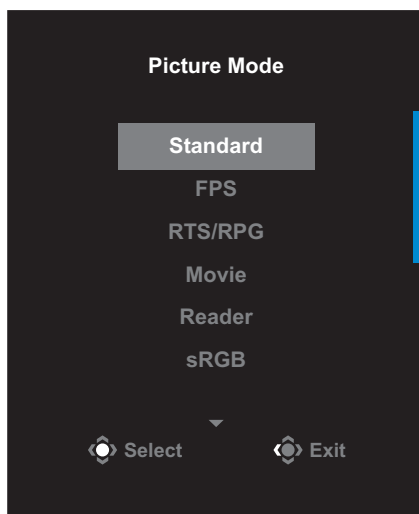 Picture Mode
Standard
FPS
RTS/RPG
Movie
Reader
sRGB
Select Exit